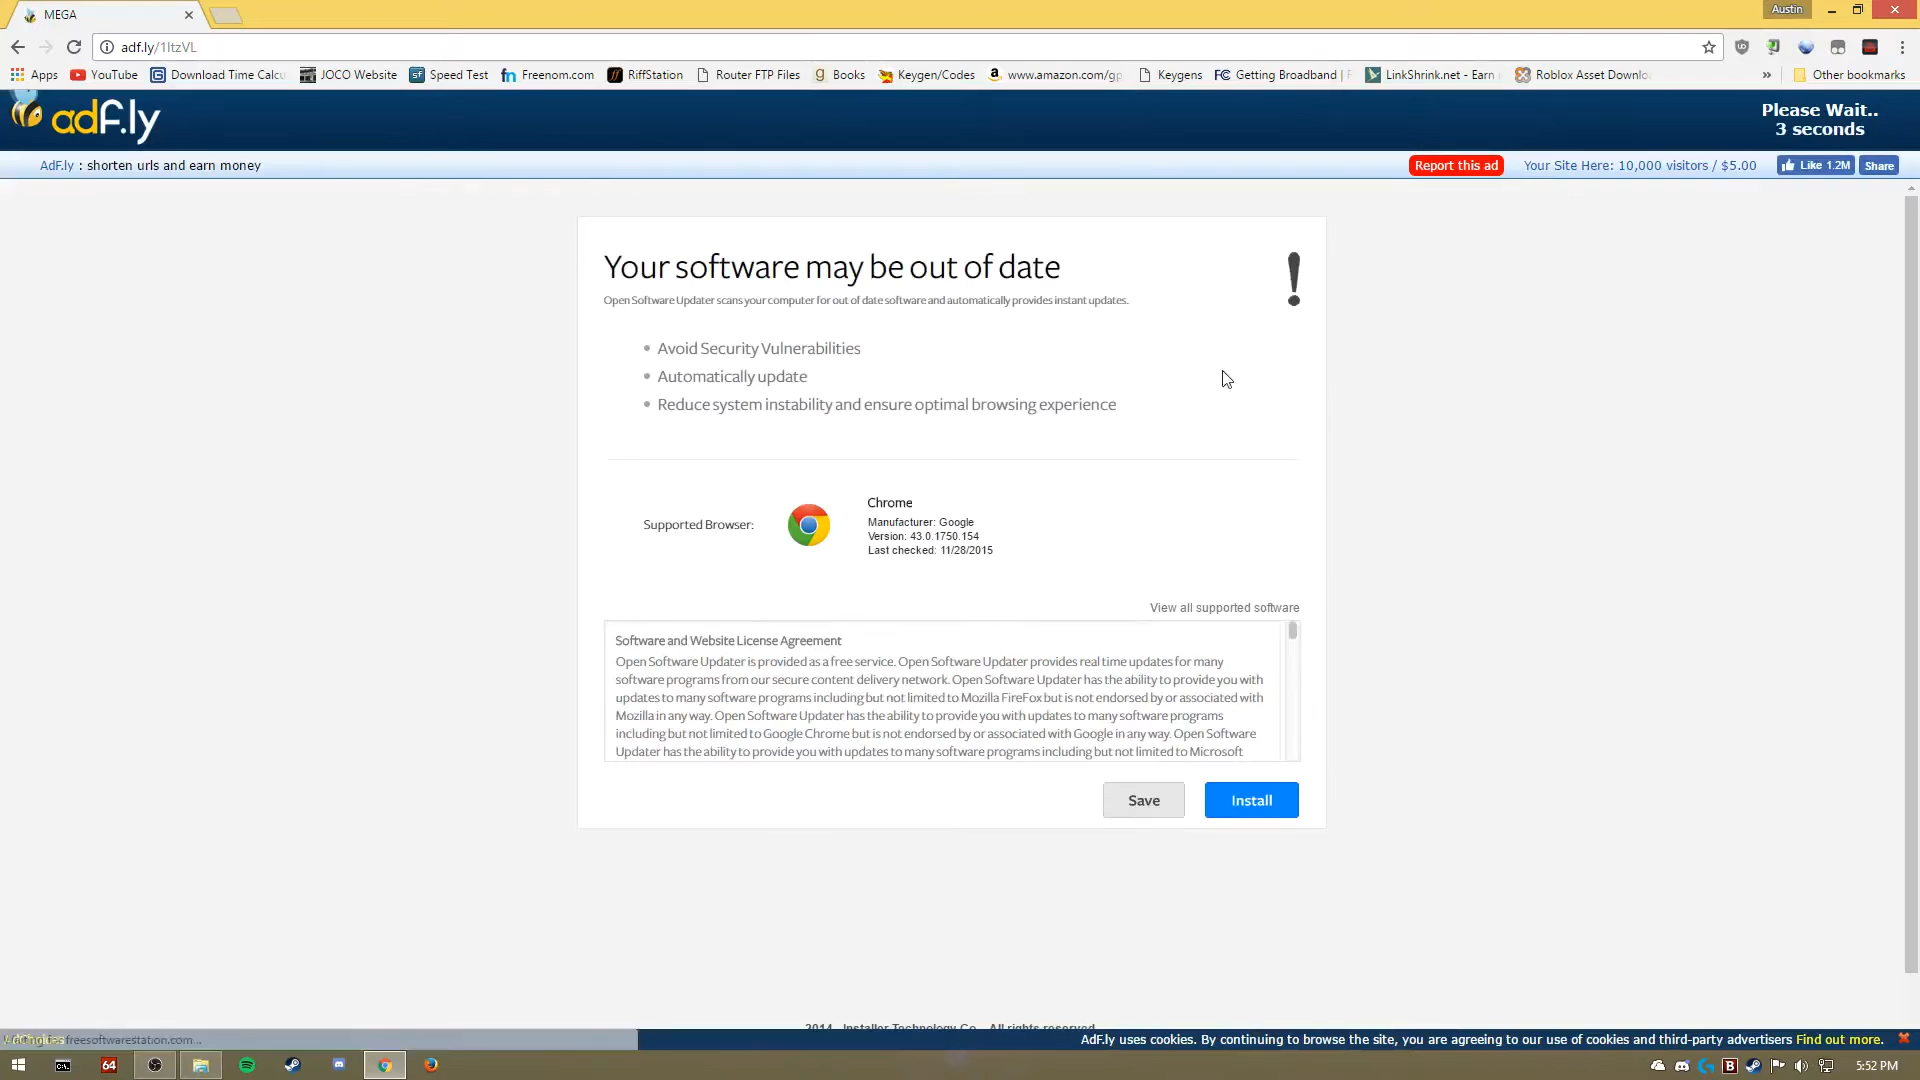 MEGA
Austin
adf.ly/1ItzVL
Apps
YouTube
Download Time Calcu
JOCO Website
Speed Test
Freenom.com
RiffStation
Router FTP Files
Books
Keygen/Codes
www.amazon.com/gp
Keygens
Getting Broadband | F
LinkShrink.net - Earn
Roblox Asset Downlo
»
Other bookmarks
adf.ly
Please Wait..
3 seconds
AdF.ly : shorten urls and earn money
Report this ad
Your Site Here: 10,000 visitors / $5.00
Like 1.2M
Share
Your software may be out of date
!
Open Software Updater scans your computer for out of date software and automatically provides instant updates.
• Avoid Security Vulnerabilities
• Automatically update
• Reduce system instability and ensure optimal browsing experience
Supported Browser:
Chrome
Manufacturer: Google
Version: 43.0.1750.154
Last checked: 11/28/2015
View all supported software
Software and Website License Agreement
Open Software Updater is provided as a free service. Open Software Updater provides real time updates for many
software programs from our secure content delivery network. Open Software Updater has the ability to provide you with
updates to many software programs including but not limited to Mozilla FireFox but is not endorsed by or associated with
Mozilla in any way. Open Software Updater has the ability to provide you with updates to many software programs
including but not limited to Google Chrome but is not endorsed by or associated with Google in any way. Open Software
Updater has the ability to provide you with updates to many software programs including but not limited to Microsoft
Save
Install
2014 Installer Technology Co All rights reserved
freesoftwarestation.com...
AdF.ly uses cookies. By continuing to browse the site, you are agreeing to our use of cookies and third-party advertisers Find out more.
64
B
5:52 PM